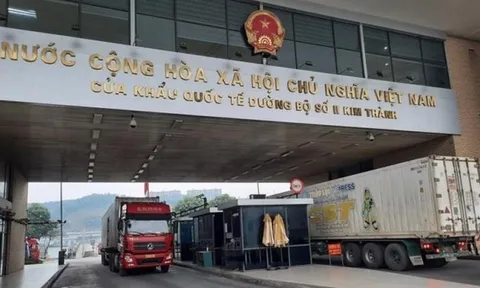 NƯỚC CỘNG HÒA XÃ HỘI CHỦ NGHĨA VIỆT NAM
CỬA KHẨU QUỐC TẾ ĐƯỜNG BỘ SỐ II KIM THÀNH